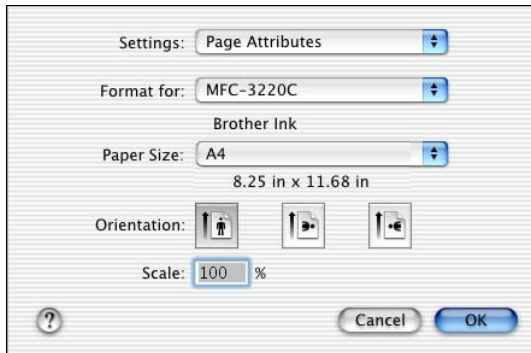 Settings: Page Attributes
Format for: MFC-3220C
Brother Ink
Paper Size: A4
8.25 in x 11.68 in
Orientation:
Scale: 100 %
? Cancel OK